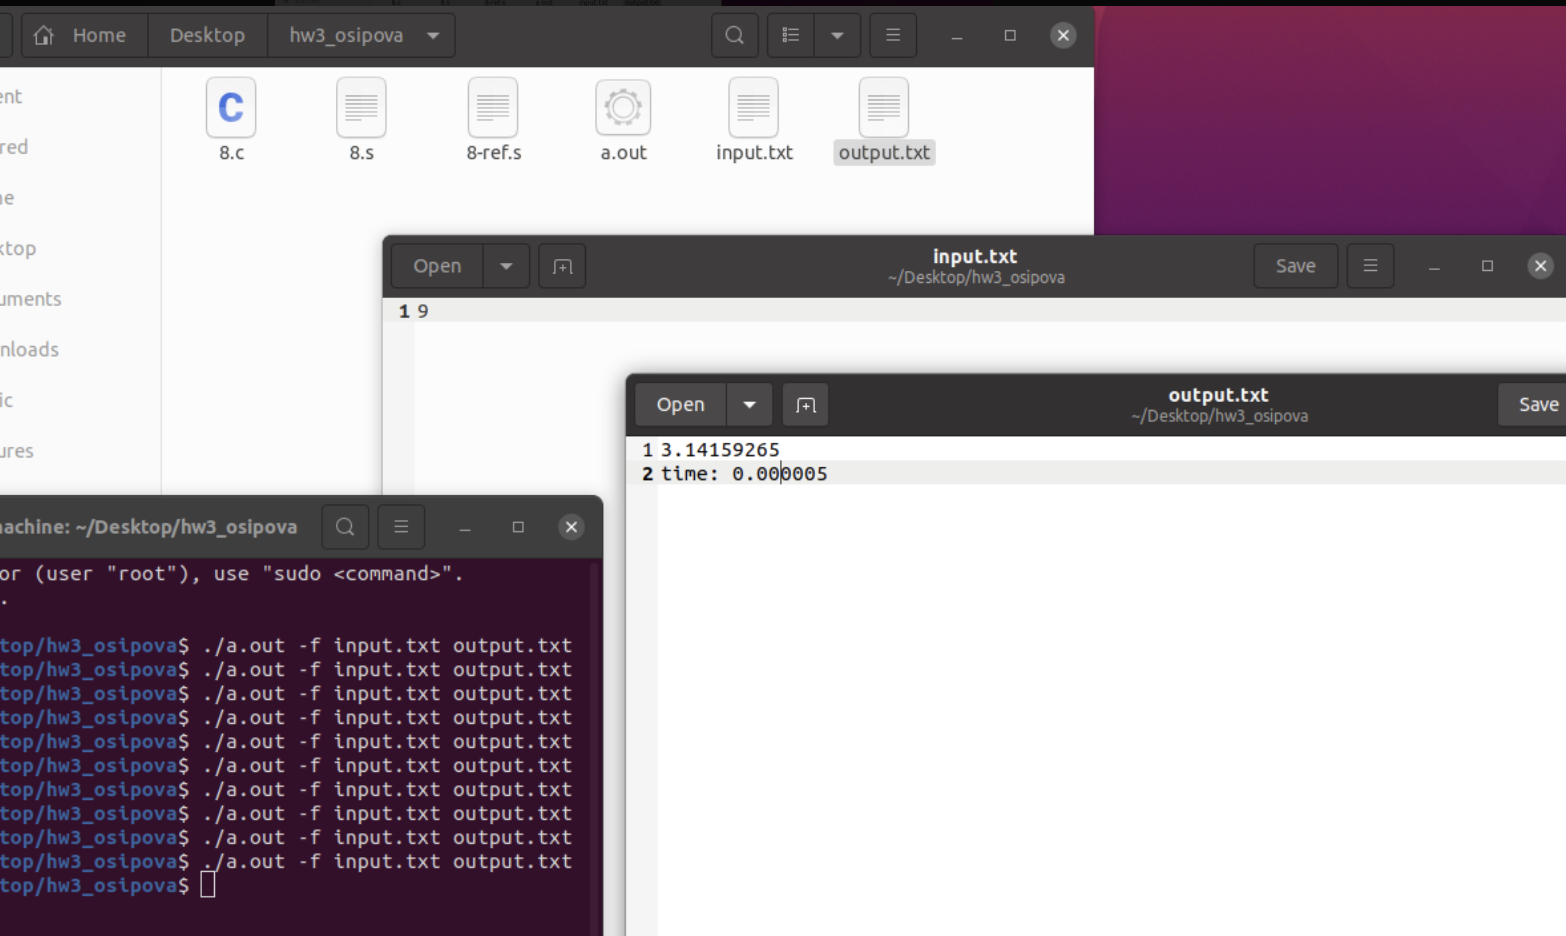 Home Desktop hw3_osipova
ent
red
me
ktop
uments
nloads
ic
ures
8.c 8.s 8-ref.s a.out input.txt output.txt
Open input.txt Save
~/Desktop/hw3_osipova
1 9
Open output.txt Save
~/Desktop/hw3_osipova
1 3.14159265
2 time: 0.000005
achine: ~/Desktop/hw3_osipova
or (user "root"), use "sudo <command>".
.
top/hw3_osipova$ ./a.out -f input.txt output.txt
top/hw3_osipova$ ./a.out -f input.txt output.txt
top/hw3_osipova$ ./a.out -f input.txt output.txt
top/hw3_osipova$ ./a.out -f input.txt output.txt
top/hw3_osipova$ ./a.out -f input.txt output.txt
top/hw3_osipova$ ./a.out -f input.txt output.txt
top/hw3_osipova$ ./a.out -f input.txt output.txt
top/hw3_osipova$ ./a.out -f input.txt output.txt
top/hw3_osipova$ ./a.out -f input.txt output.txt
top/hw3_osipova$ ./a.out -f input.txt output.txt
top/hw3_osipova$